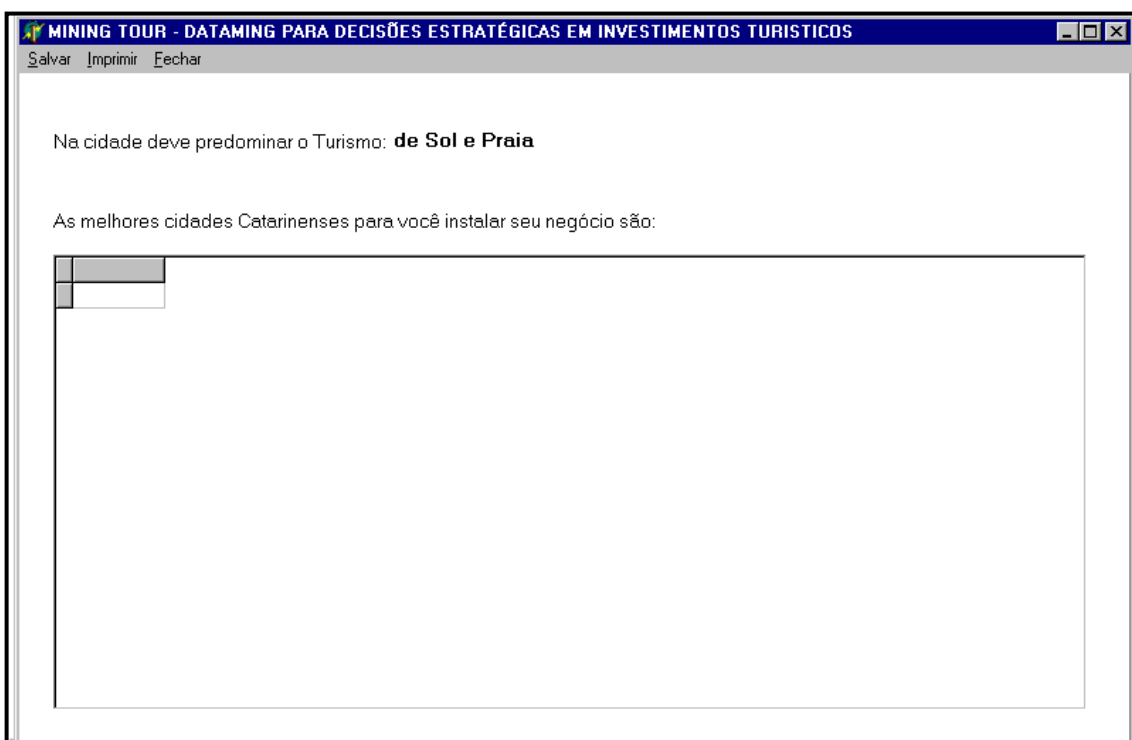 MINING TOUR - DATAMING PARA DECISÕES ESTRATÉGICAS EM INVESTIMENTOS TURISTICOS
Salvar Imprimir Fechar
Na cidade deve predominar o Turismo: de Sol e Praia
As melhores cidades Catarinenses para você instalar seu negócio são: